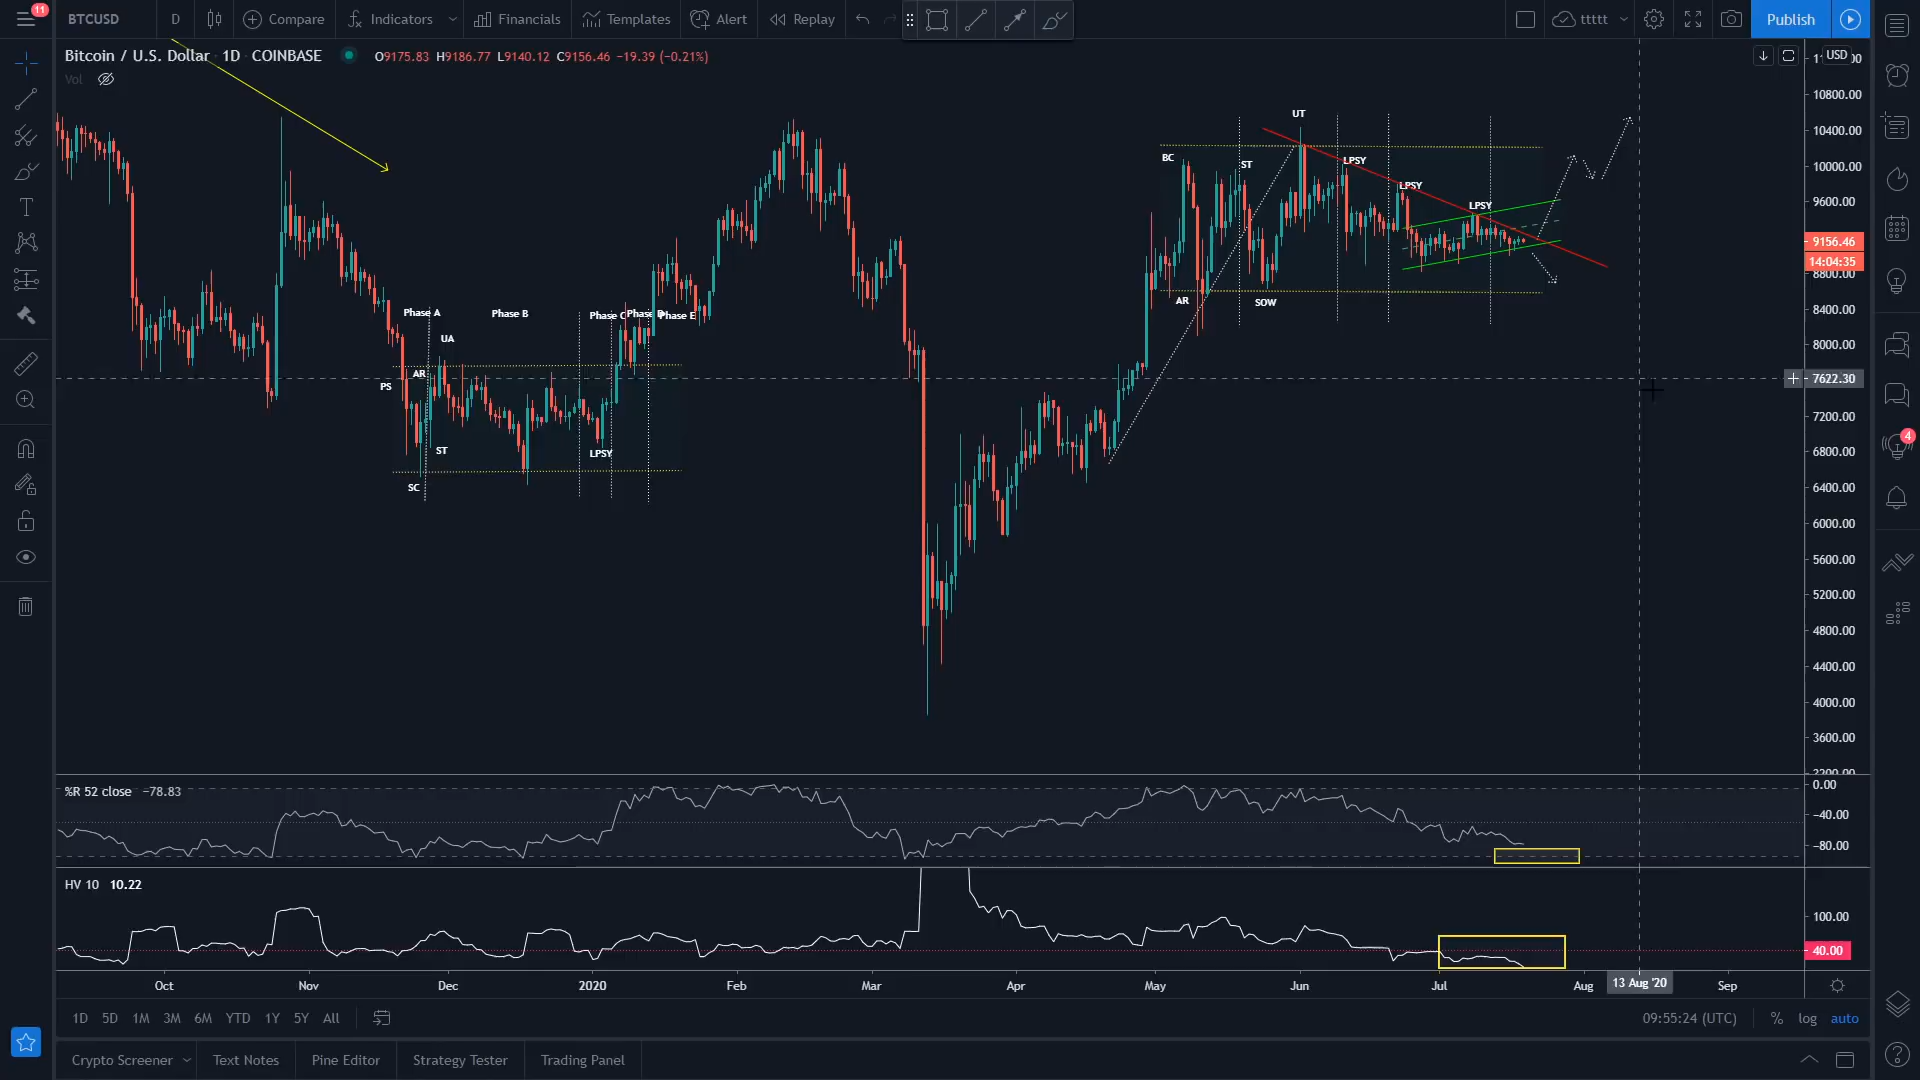 11
BTCUSD D Compare Indicators Financials Templates Alert Replay ttttt Publish
Bitcoin / U.S. Dollar 1D COINBASE O9175.83 H9186.77 L9140.12 C9156.46 −19.39 (−0.21%)
Vol
USD
10800.00
10400.00
10000.00
9600.00
9156.46
14:04:35
8800.00
8400.00
8000.00
7622.30
7200.00
6800.00
6400.00
6000.00
5600.00
5200.00
4800.00
4400.00
4000.00
3600.00
UT
BC
ST
LPSY
LPSY
LPSY
AR
SOW
Phase A
Phase B
Phase C
Phase D
Phase E
UA
AR
PS
ST
LPSY
SC
4
%R 52 close −78.83
0.00
−40.00
−80.00
HV 10 10.22
100.00
40.00
Oct Nov Dec 2020 Feb Mar Apr May Jun Jul Aug 13 Aug '20 Sep
1D 5D 1M 3M 6M YTD 1Y 5Y All 09:55:24 (UTC) % log auto
Crypto Screener Text Notes Pine Editor Strategy Tester Trading Panel